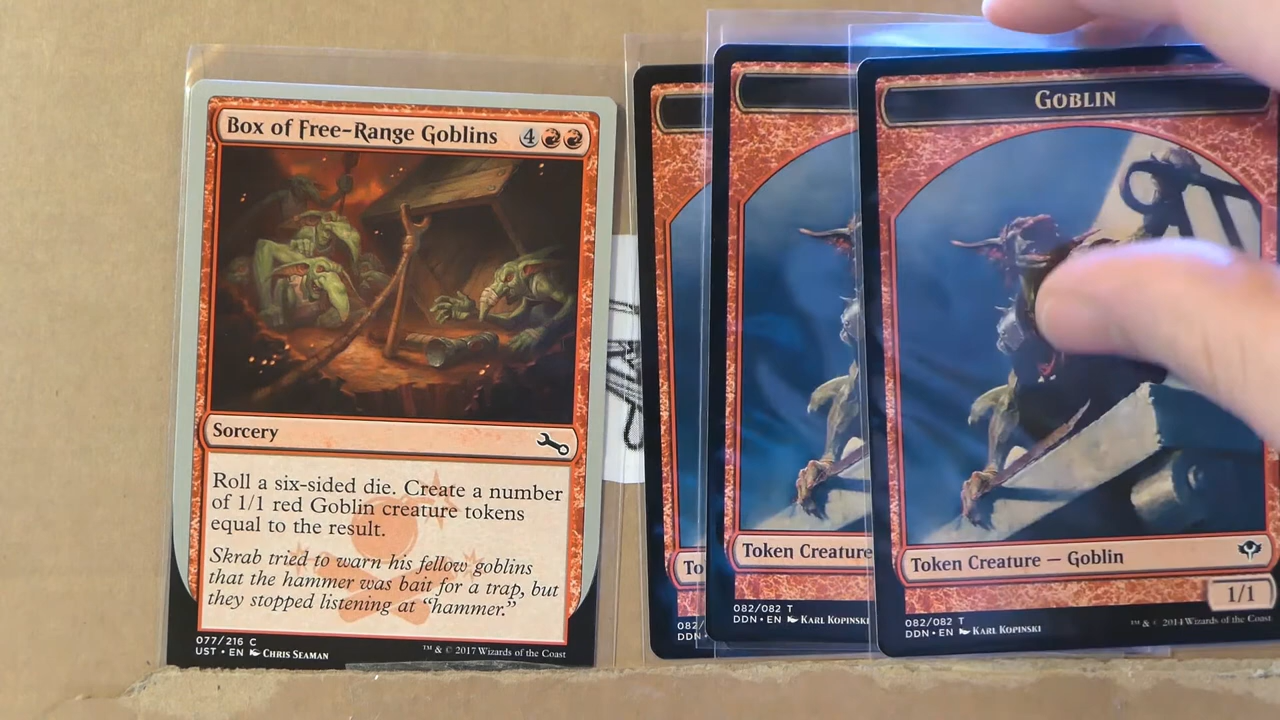 Box of Free-Range Goblins 4
Sorcery
Roll a six-sided die. Create a number
of 1/1 red Goblin creature tokens
equal to the result.
Skrab tried to warn his fellow goblins
that the hammer was bait for a trap, but
they stopped listening at “hammer.”
077/216 C
UST • EN Chris Seaman
™ & © 2017 Wizards of the Coast
To
082/
DDN•
Token Creature
082/082 T
DDN • EN Karl Kopinski
Goblin
Token Creature — Goblin
1/1
082/082 T
DDN • EN Karl Kopinski
™ & © 2014 Wizards of the Coast